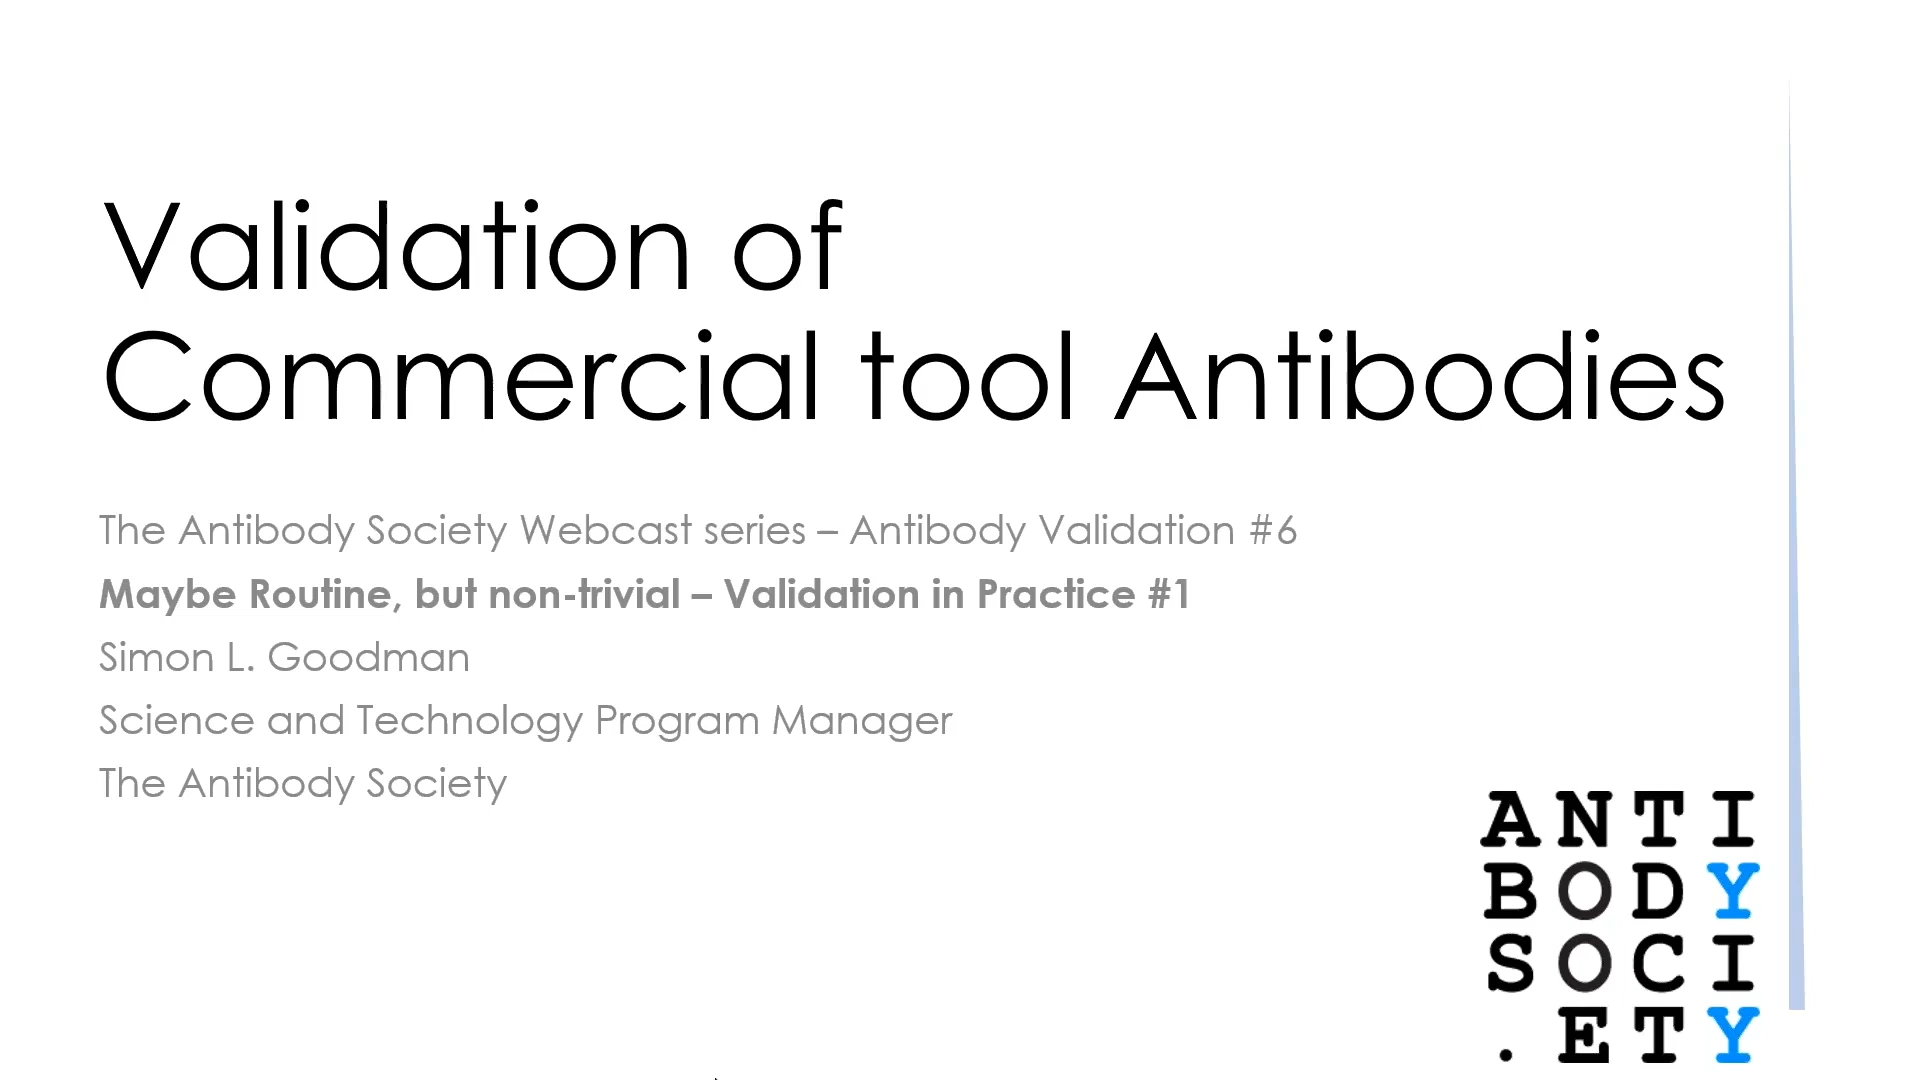 Validation of
Commercial tool Antibodies
The Antibody Society Webcast series – Antibody Validation #6
Maybe Routine, but non-trivial – Validation in Practice #1
Simon L. Goodman
Science and Technology Program Manager
The Antibody Society
ANTI
BODY
SOCI
.ETY